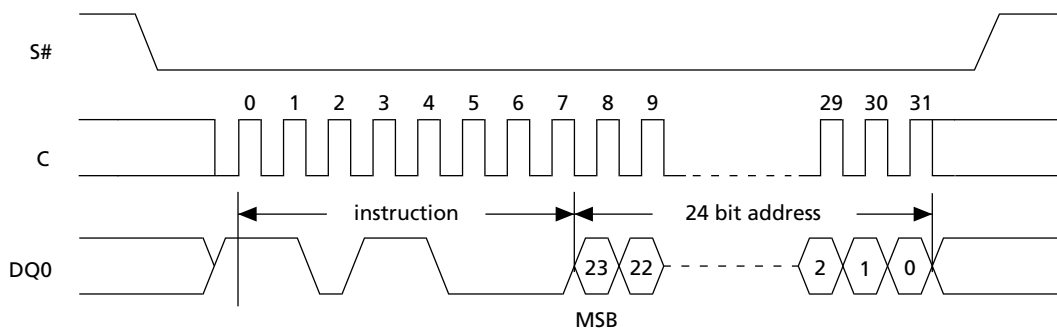 S#
0 1 2 3 4 5 6 7 8 9 29 30 31
C
instruction 24 bit address
DQ0 23 22 2 1 0
MSB